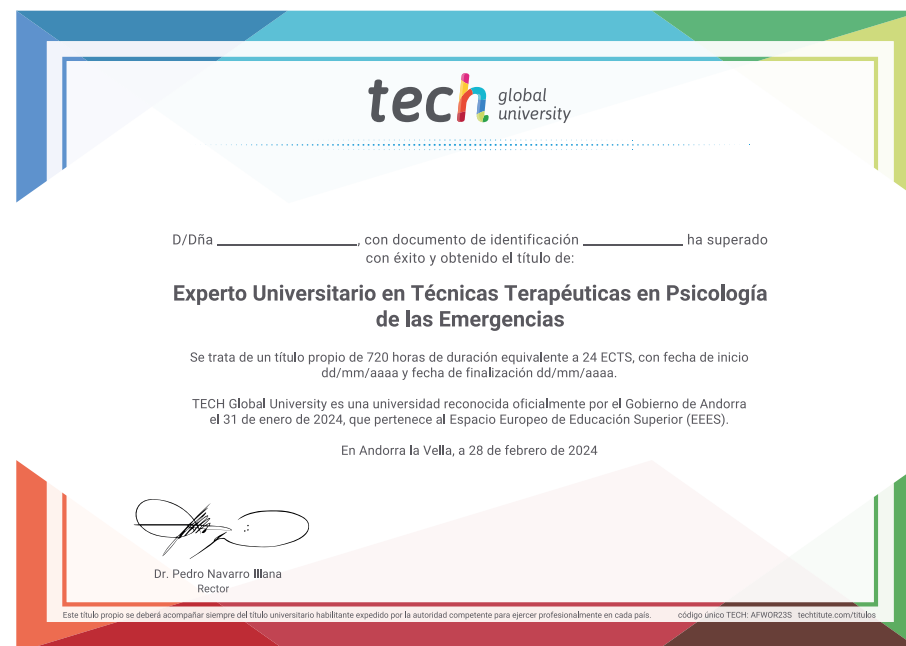 tech global university
D/Dña ____________, con documento de identificación ____________ ha superado
con éxito y obtenido el título de:
Experto Universitario en Técnicas Terapéuticas en Psicología
de las Emergencias
Se trata de un título propio de 720 horas de duración equivalente a 24 ECTS, con fecha de inicio
dd/mm/aaaa y fecha de finalización dd/mm/aaaa.
TECH Global University es una universidad reconocida oficialmente por el Gobierno de Andorra
el 31 de enero de 2024, que pertenece al Espacio Europeo de Educación Superior (EEES).
En Andorra la Vella, a 28 de febrero de 2024
Dr. Pedro Navarro Illana
Rector
Este título propio se deberá acompañar siempre del título universitario habilitante expedido por la autoridad competente para ejercer profesionalmente en cada país. código único TECH: AFWOR23S techtitute.com/titulos